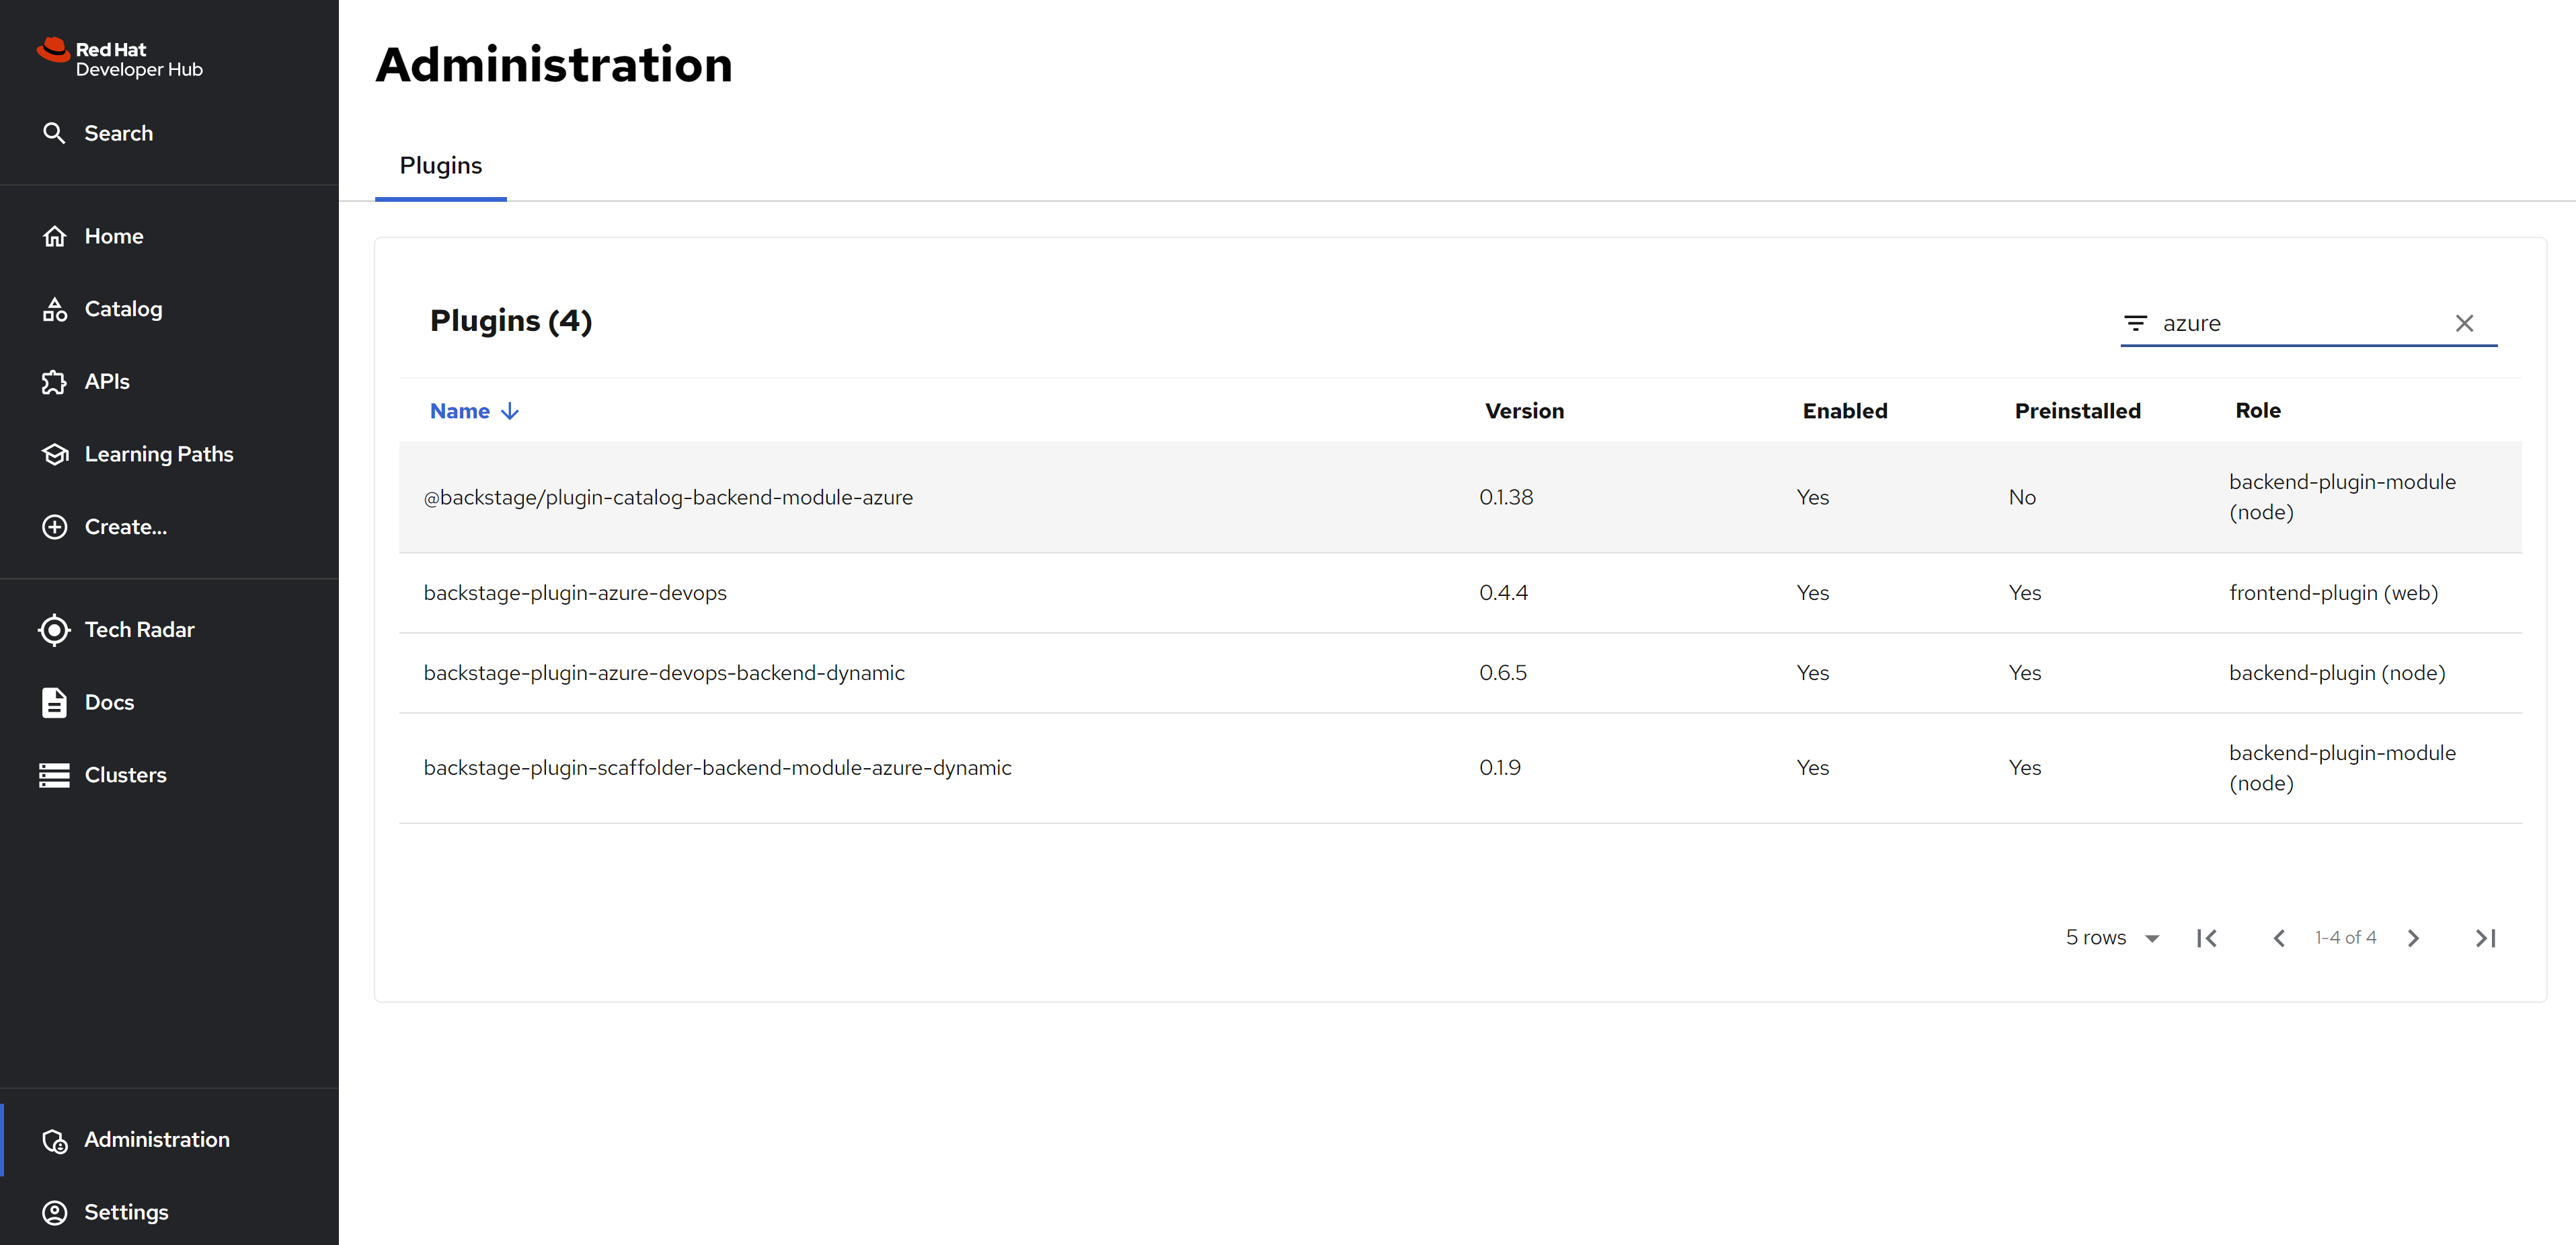 Red Hat
Developer Hub
Search
Home
Catalog
APIs
Learning Paths
Create...
Tech Radar
Docs
Clusters
Administration
Settings
Administration
Plugins
Plugins (4)
azure
Name Version Enabled Preinstalled Role
@backstage/plugin-catalog-backend-module-azure 0.1.38 Yes No backend-plugin-module
(node)
backstage-plugin-azure-devops 0.4.4 Yes Yes frontend-plugin (web)
backstage-plugin-azure-devops-backend-dynamic 0.6.5 Yes Yes backend-plugin (node)
backstage-plugin-scaffolder-backend-module-azure-dynamic 0.1.9 Yes Yes backend-plugin-module
(node)
5 rows 1-4 of 4